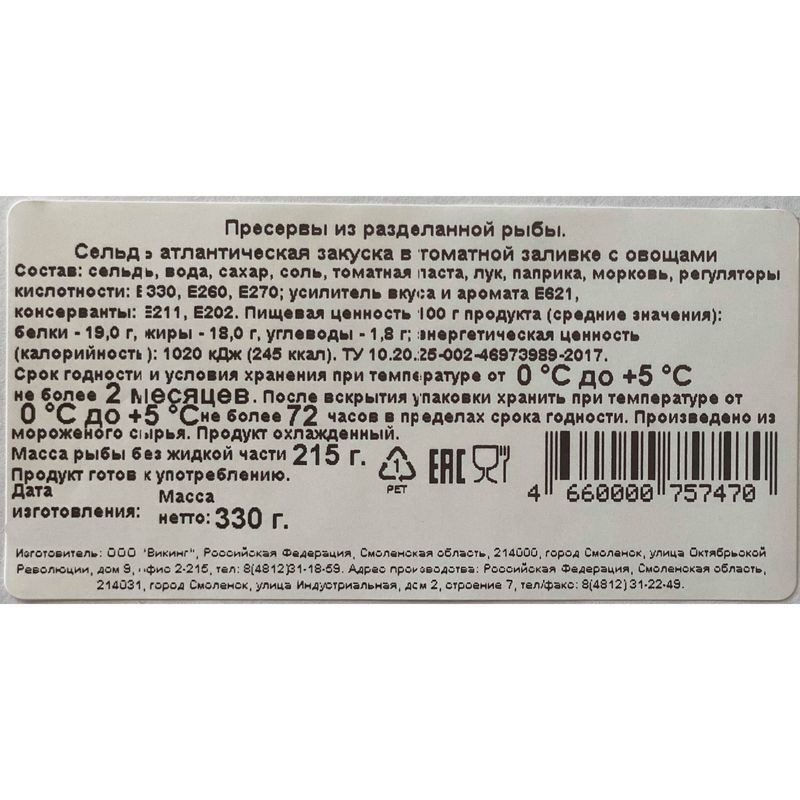 Пресервы из разделанной рыбы.
Сельдь атлантическая закуска в томатной заливке с овощами
Состав: сельдь, вода, сахар, соль, томатная паста, лук, паприка, морковь, регуляторы
кислотности: Е330, Е260, Е270; усилитель вкуса и аромата Е621,
консерванты: Е211, Е202. Пищевая ценность 100 г продукта (средние значения):
белки - 19,0 г, жиры - 18,0 г, углеводы - 1,8 г; энергетическая ценность
(калорийность): 1020 кДж (245 ккал). ТУ 10.20.25-002-46973989-2017.
Срок годности и условия хранения при температуре от 0 °С до +5 °С
не более 2 месяцев. После вскрытия упаковки хранить при температуре от
0 °С до +5 °С не более 72 часов в пределах срока годности. Произведено из
мороженого сырья. Продукт охлажденный.
Масса рыбы без жидкой части 215 г.
Продукт готов к употреблению.
Дата изготовления:
Масса нетто: 330 г.
1
PET
ЕАС
4 660000 757470
Изготовитель: ООО "Викинг", Российская Федерация, Смоленская область, 214000, город Смоленск, улица Октябрьской
Революции, дом 9, офис 2-215, тел: 8(4812)31-18-59. Адрес производства: Российская Федерация, Смоленская область,
214031, город Смоленск, улица Индустриальная, дом 2, строение 7, тел/факс: 8(4812) 31-22-49.